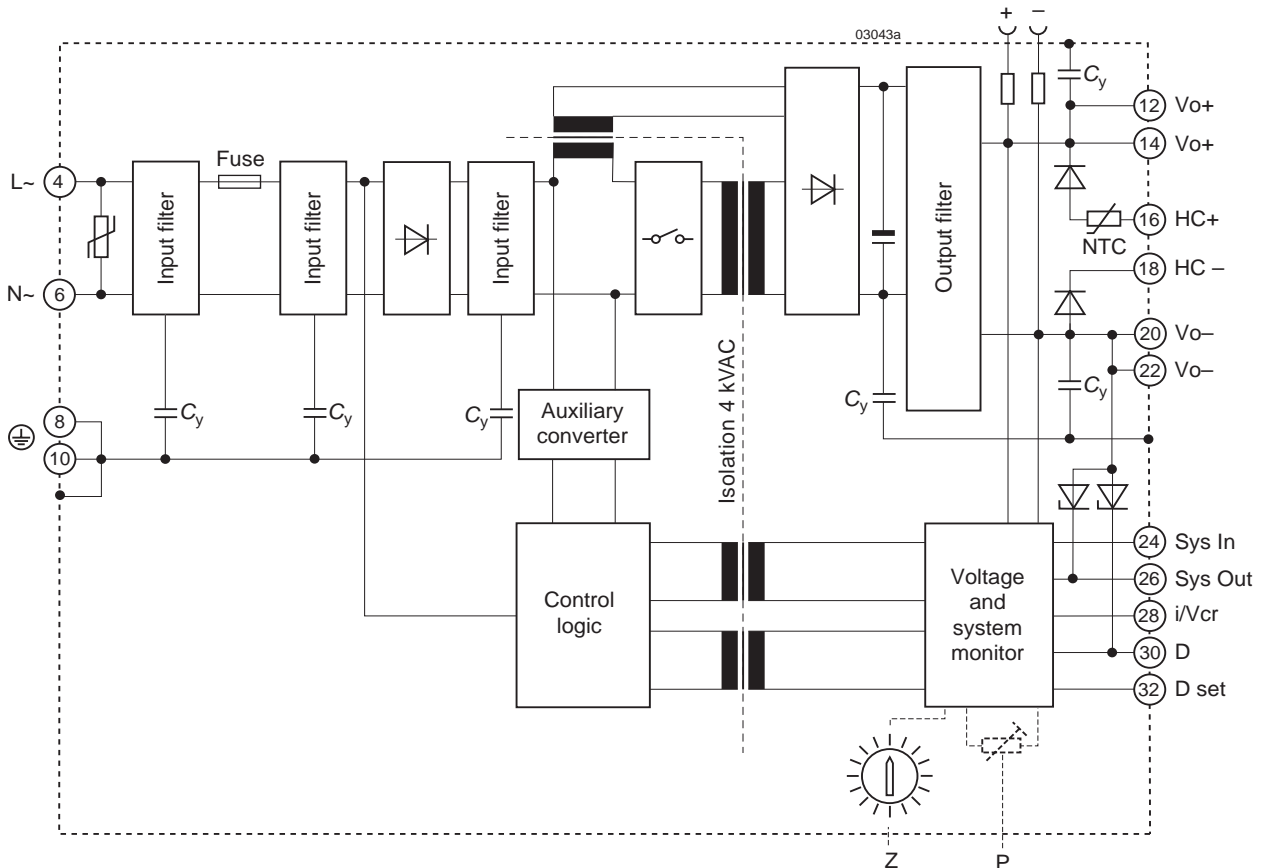 + −
03043a
Cy
12 Vo+
14 Vo+
Fuse
L~ 4
Input filter
Input filter
Input filter
Output filter
16 HC+
NTC
18 HC −
N~ 6
20 Vo−
22 Vo−
Isolation 4 kVAC
Cy
Cy
Cy
Cy
Cy
8
10
Auxiliary
converter
24 Sys In
26 Sys Out
28 i/Vcr
30 D
32 D set
Control
logic
Voltage
and
system
monitor
Z
P